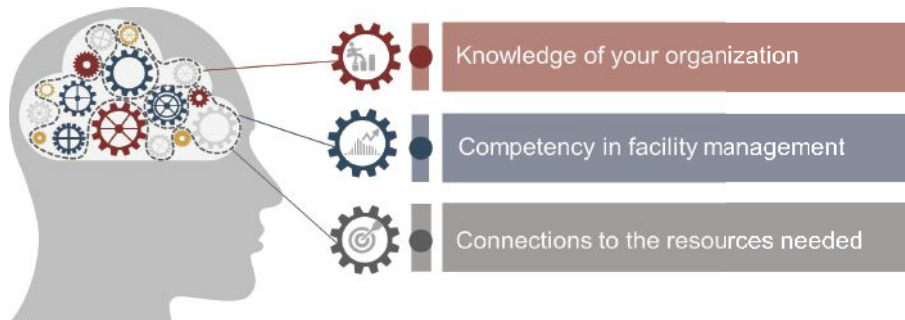 Knowledge of your organization
Competency in facility management
Connections to the resources needed